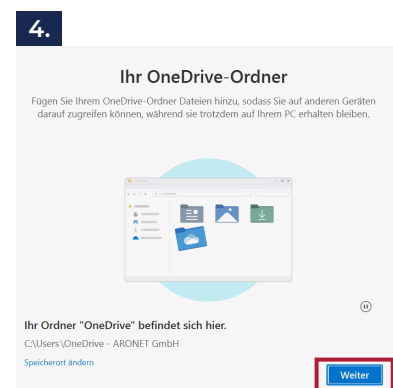 4.
Ihr OneDrive-Ordner
Fügen Sie Ihrem OneDrive-Ordner Dateien hinzu, sodass Sie auf anderen Geräten
darauf zugreifen können, während sie trotzdem auf Ihrem PC erhalten bleiben.
Ihr Ordner "OneDrive" befindet sich hier.
C:\Users \OneDrive - ARONET GmbH
Speicherort ändern
Weiter